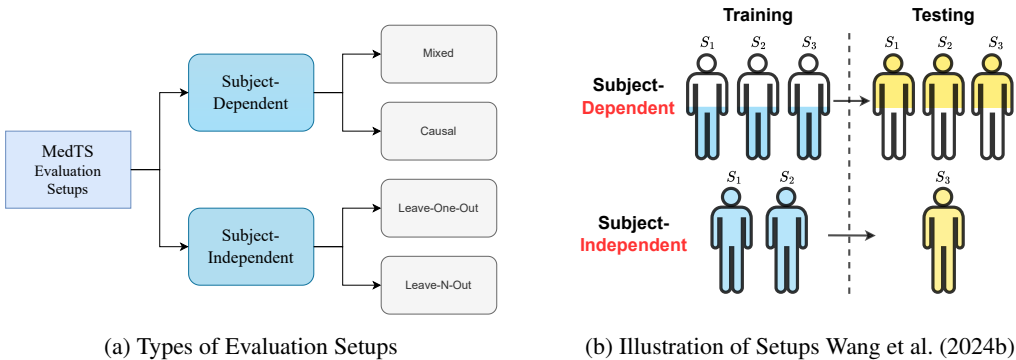 MedTS
Evaluation
Setups
Subject-
Dependent
Subject-
Independent
Mixed
Causal
Leave-One-Out
Leave-N-Out
(a) Types of Evaluation Setups
Training
Testing
S1 S2 S3
S1 S2 S3
Subject-
Dependent
S1 S2
S3
Subject-
Independent
(b) Illustration of Setups Wang et al. (2024b)